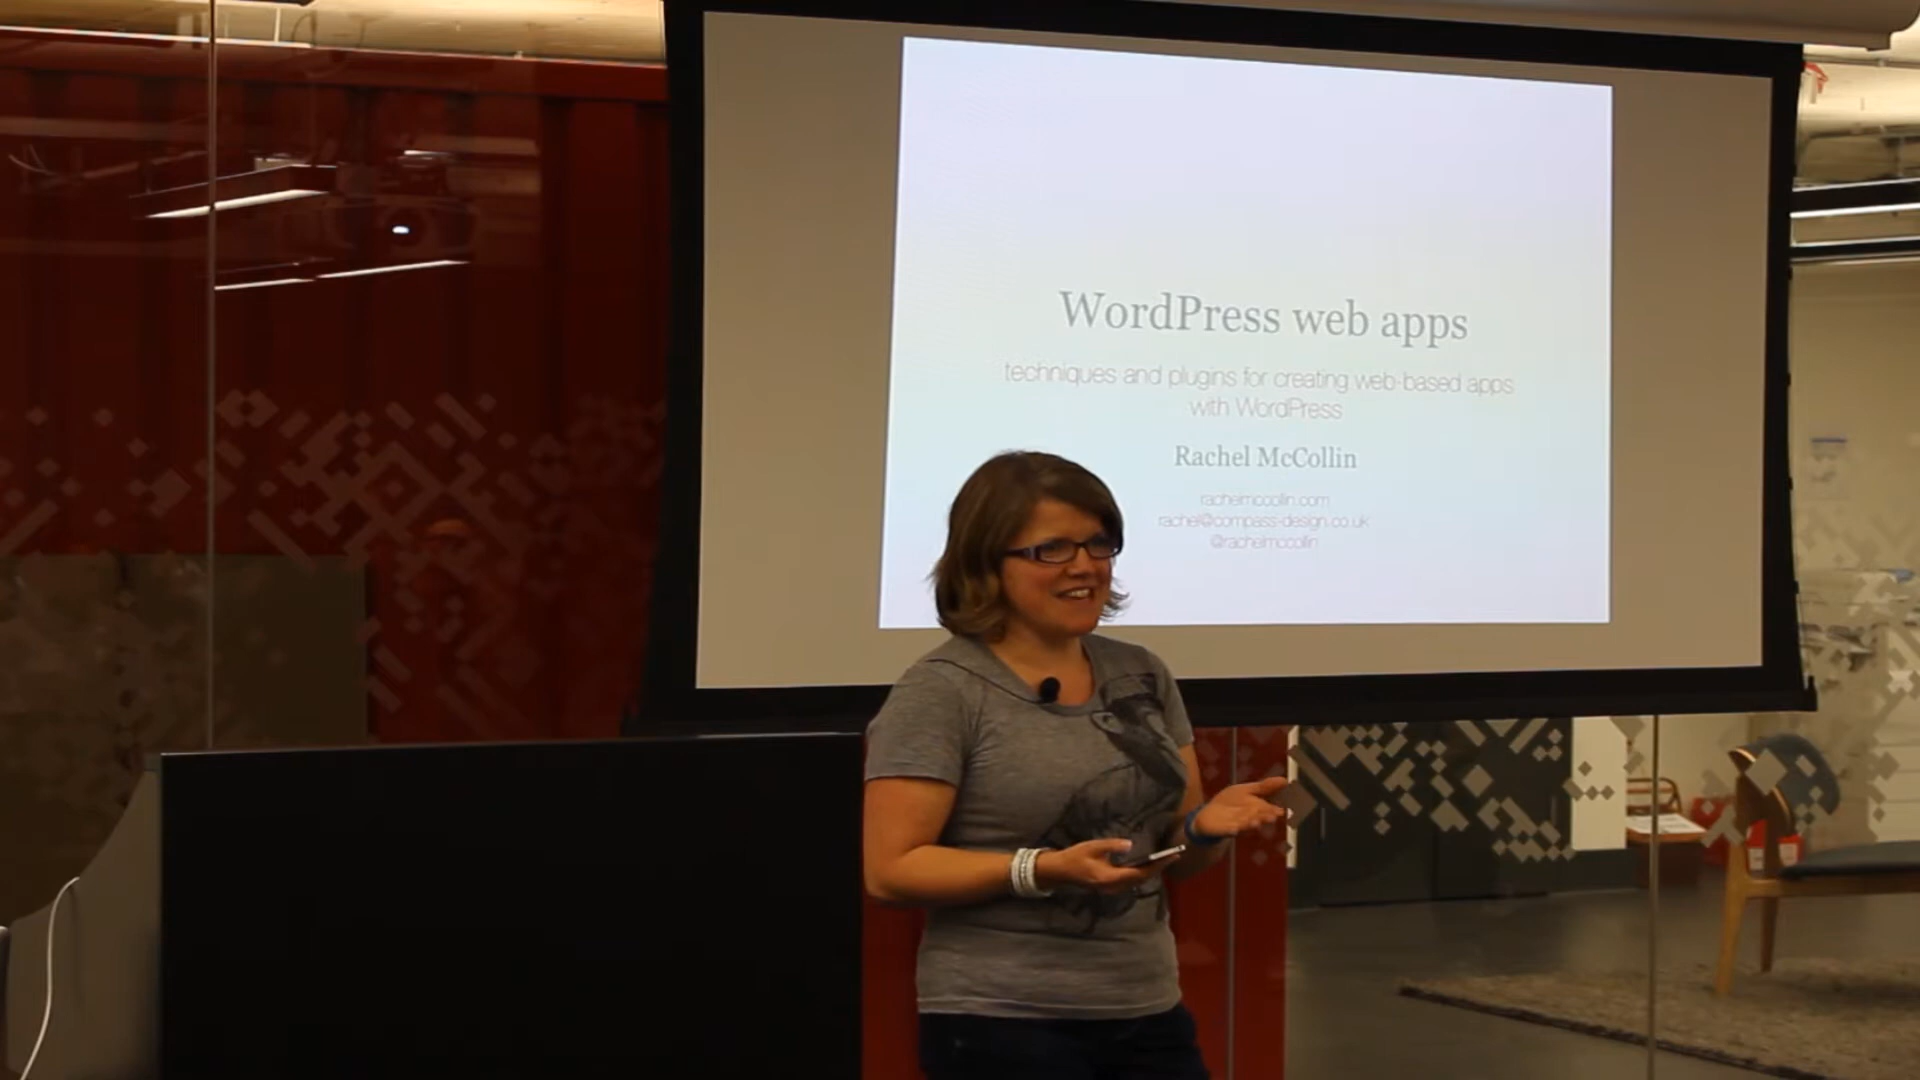 WordPress web apps
techniques and plugins for creating web-based apps
with WordPress
Rachel McCollin
rachelmccollin.com
rachel@compass-design.co.uk
@rachelmccollin